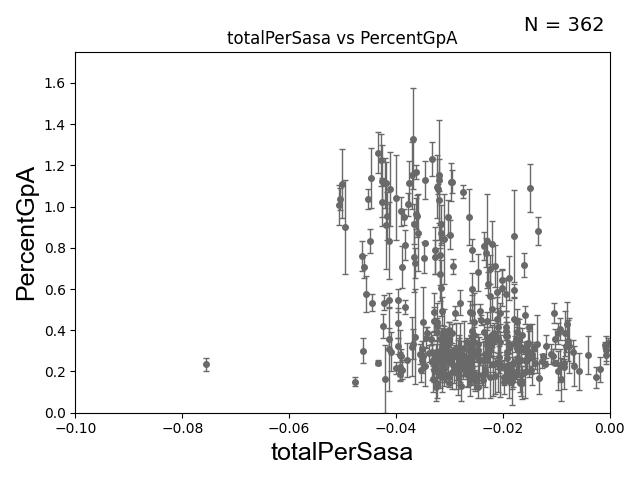 N = 362
totalPerSasa vs PercentGpA
PercentGpA
1.6
1.4
1.2
1.0
0.8
0.6
0.4
0.2
0.0
−0.10 −0.08 −0.06 −0.04 −0.02 0.00
totalPerSasa